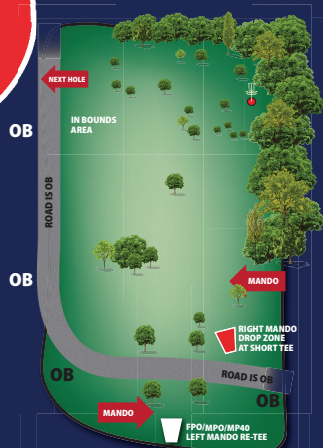 NEXT HOLE
OB
IN BOUNDS
AREA
ROAD IS OB
OB
MANDO
RIGHT MANDO
DROP ZONE
AT SHORT TEE
OB
ROAD IS OB
OB
MANDO
FPO/MPO/MP40
LEFT MANDO RE-TEE